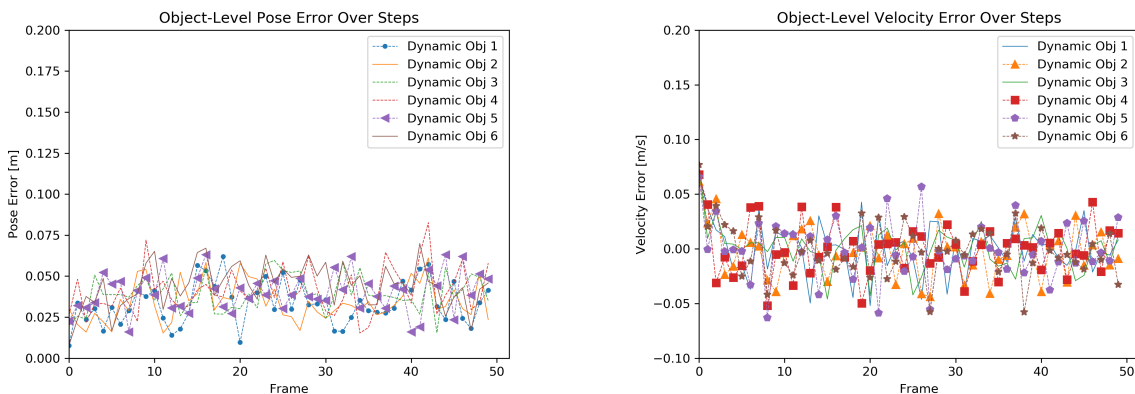 Object-Level Pose Error Over Steps
0.200
0.175
0.150
0.125
0.100
0.075
0.050
0.025
0.000
Pose Error [m]
0 10 20 30 40 50
Frame
Dynamic Obj 1
Dynamic Obj 2
Dynamic Obj 3
Dynamic Obj 4
Dynamic Obj 5
Dynamic Obj 6
Object-Level Velocity Error Over Steps
0.20
0.15
0.10
0.05
0.00
−0.05
−0.10
Velocity Error [m/s]
0 10 20 30 40 50
Frame
Dynamic Obj 1
Dynamic Obj 2
Dynamic Obj 3
Dynamic Obj 4
Dynamic Obj 5
Dynamic Obj 6